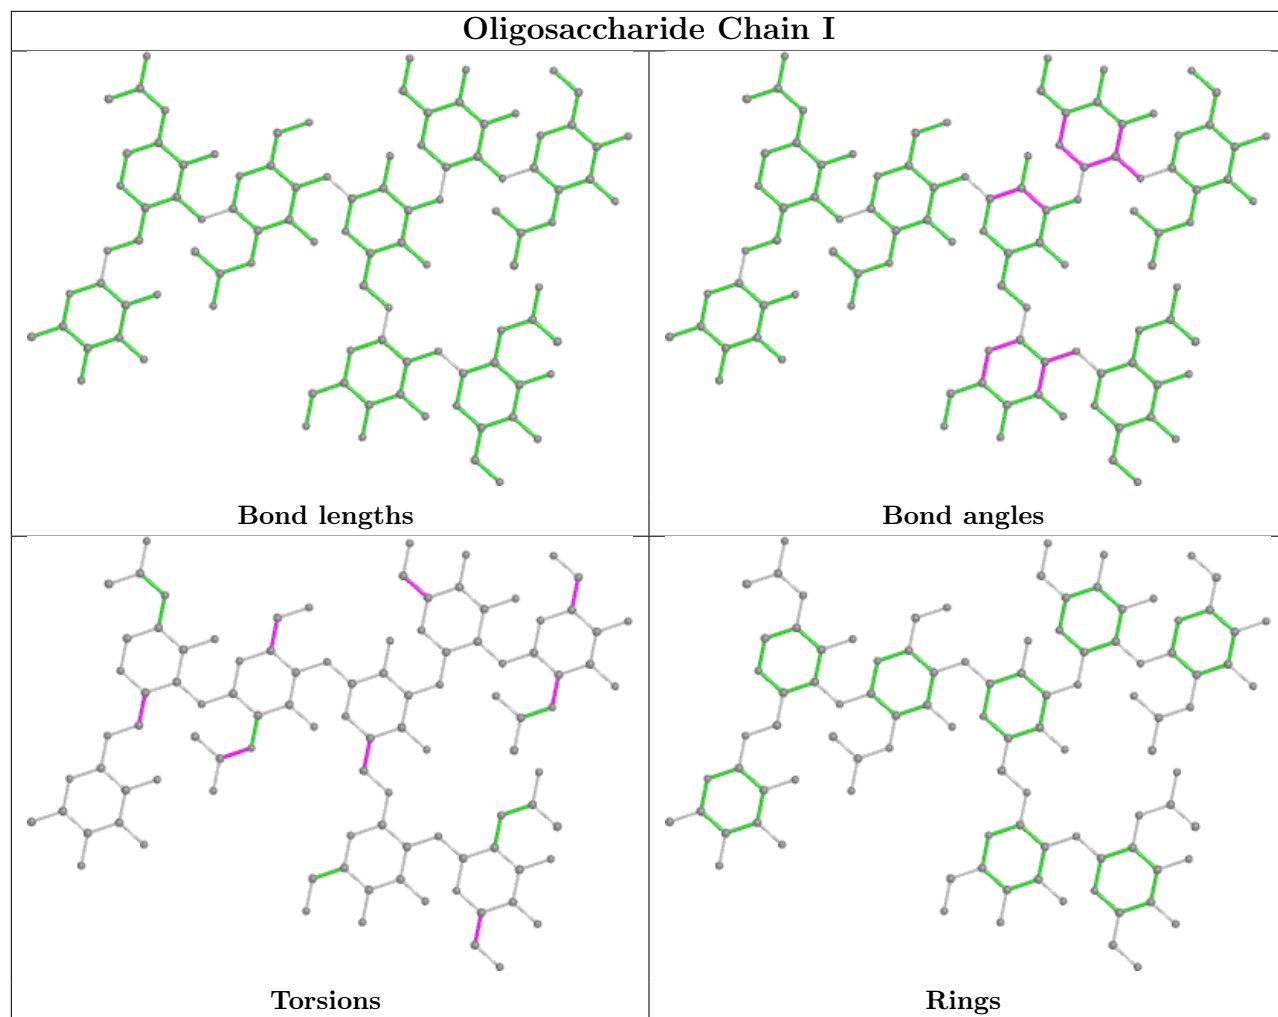 Oligosaccharide Chain I
Bond lengths
Bond angles
Torsions
Rings